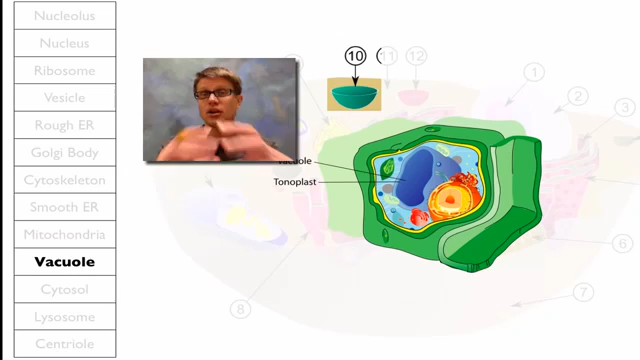 Nucleolus
Nucleus
Ribosome
Vesicle
Rough ER
Golgi Body
Cytoskeleton
Smooth ER
Mitochondria
Vacuole
Cytosol
Lysosome
Centriole
10
11
12
1
2
3
Vacuole
Tonoplast
6
8
7